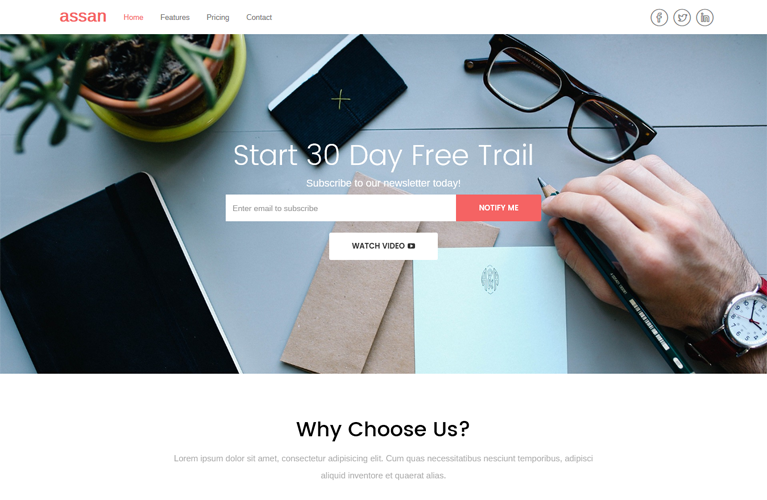 assan
Home
Features
Pricing
Contact
Start 30 Day Free Trail
Subscribe to our newsletter today!
Enter email to subscribe
NOTIFY ME
WATCH VIDEO
Why Choose Us?
Lorem ipsum dolor sit amet, consectetur adipisicing elit. Cum quas necessitatibus nesciunt temporibus, adipisci
aliquid inventore et quaerat alias.